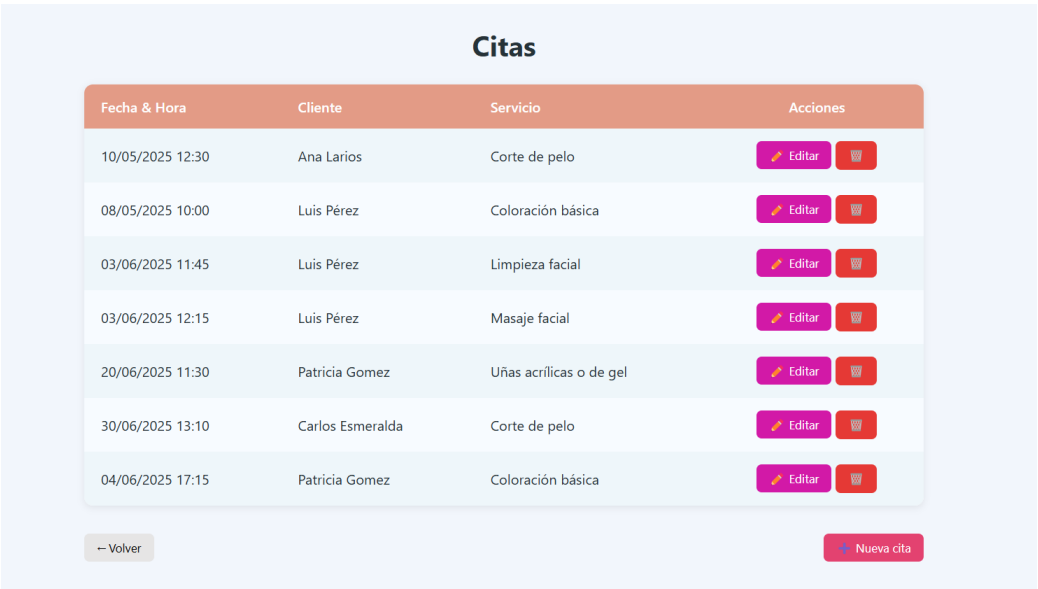 Citas
Fecha & Hora Cliente Servicio Acciones
10/05/2025 12:30 Ana Larios Corte de pelo Editar
08/05/2025 10:00 Luis Pérez Coloración básica Editar
03/06/2025 11:45 Luis Pérez Limpieza facial Editar
03/06/2025 12:15 Luis Pérez Masaje facial Editar
20/06/2025 11:30 Patricia Gomez Uñas acrílicas o de gel Editar
30/06/2025 13:10 Carlos Esmeralda Corte de pelo Editar
04/06/2025 17:15 Patricia Gomez Coloración básica Editar
←Volver + Nueva cita